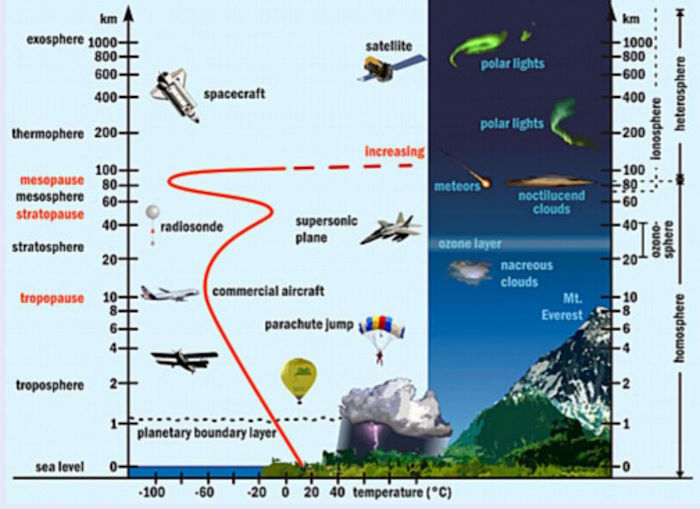 km
km
exosphere
1000
800
600
400
thermophere
200
100
mesopause
80
mesosphere
60
stratopause
40
stratosphere
20
tropopause
10
8
6
4
troposphere
2
1
sea level
0
satellite
spacecraft
increasing
radiosonde
supersonic
plane
commercial aircraft
parachute jump
planetary boundary layer
polar lights
polar lights
meteors
noctilucend
clouds
ozone layer
nacreous
clouds
Mt.
Everest
1000
800
600
400
200
100
80
60
40
20
10
8
6
4
2
1
0
ionosphere
heterosphere
ozono-
sphere
homosphere
-100 -60 -20 0 20 40 temperature (°C)